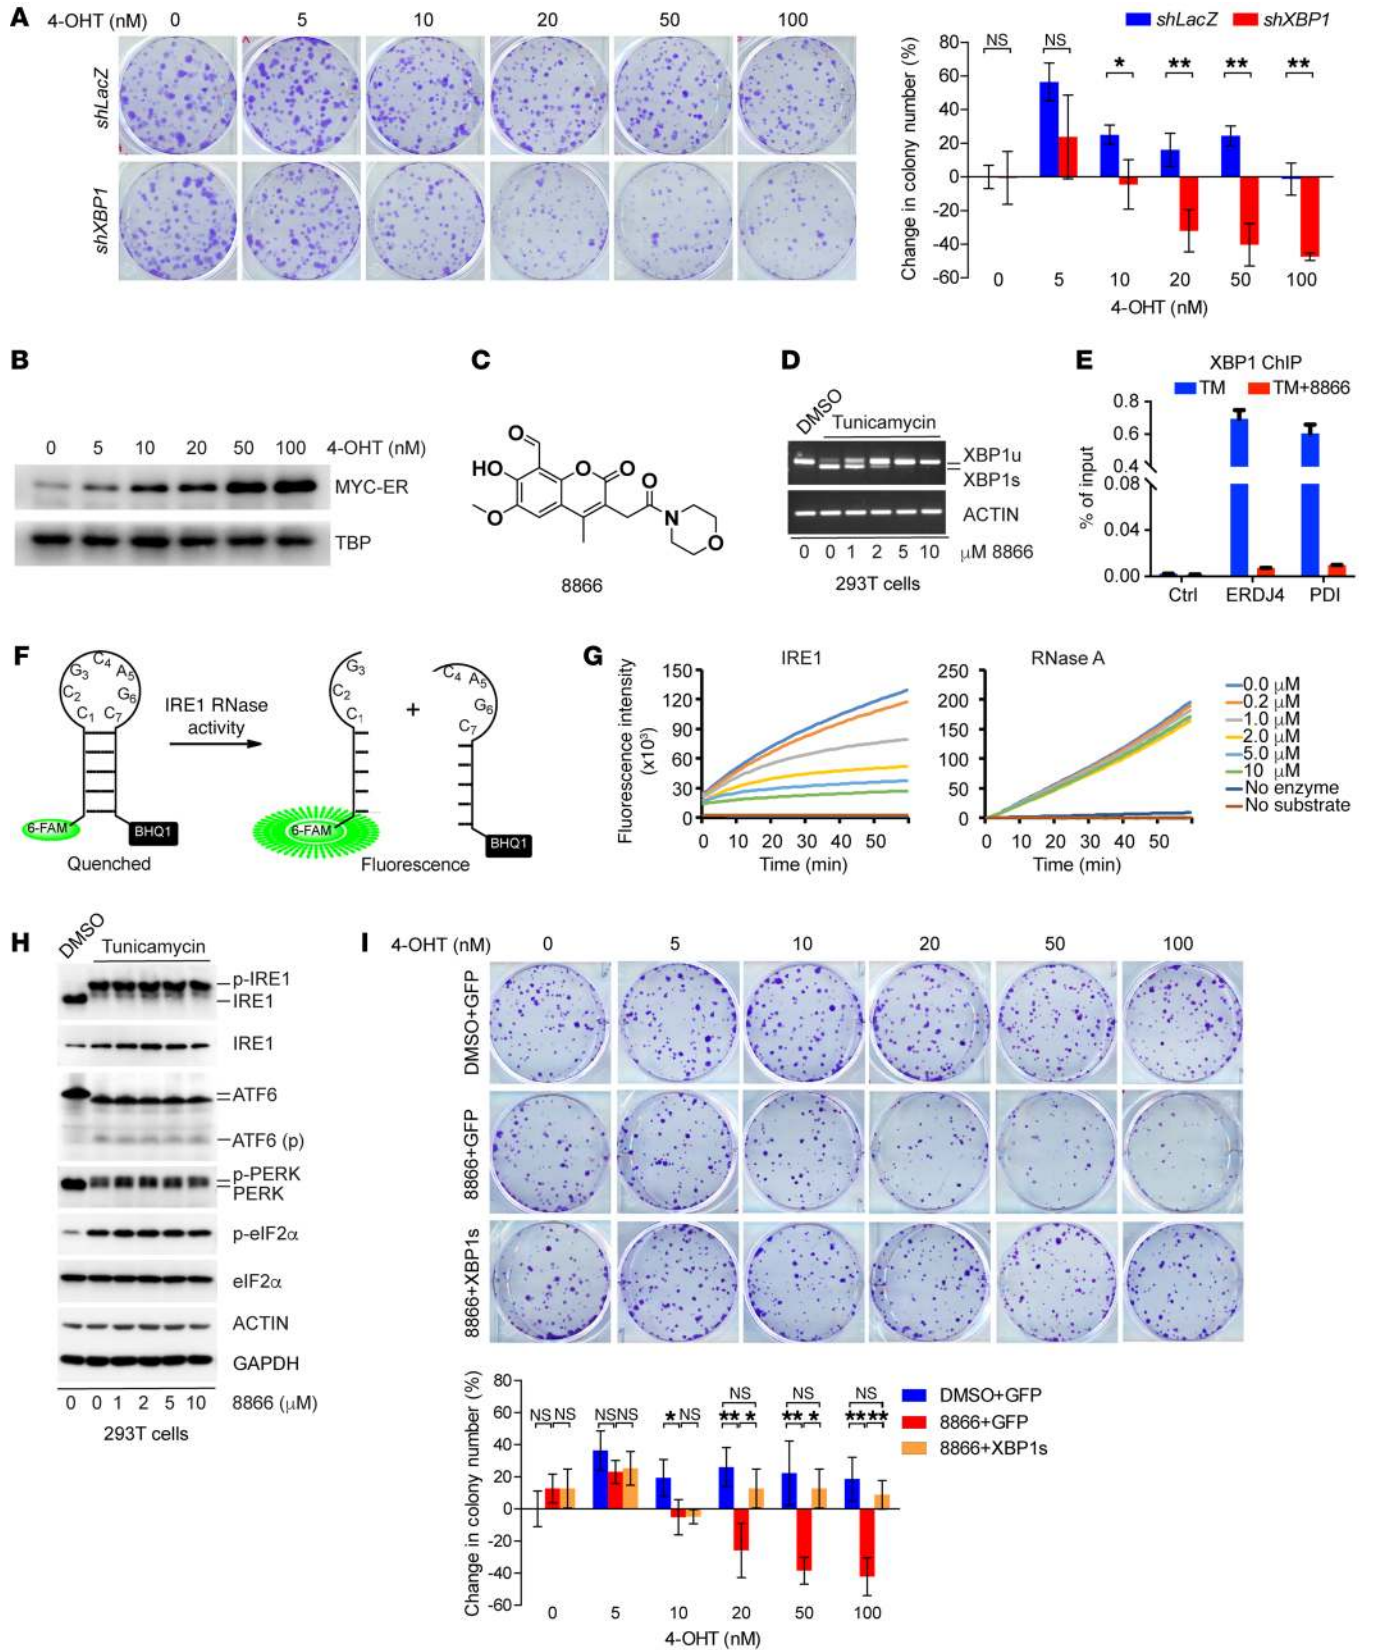 A
4-OHT (nM) 0 5 10 20 50 100
shLacZ
shXBP1
shLacZ shXBP1
Change in colony number (%)
80
60
40
20
0
-20
-40
-60
NS NS * ** ** **
0 5 10 20 50 100
4-OHT (nM)
B
0 5 10 20 50 100 4-OHT (nM)
MYC-ER
TBP
C
O
HO O O
O
O
N
O
8866
D
DMSO
Tunicamycin
XBP1u
XBP1s
ACTIN
0 0 1 2 5 10 μM 8866
293T cells
E
XBP1 ChIP
TM TM+8866
% of input
0.8
0.6
0.4
0.08
0.04
0.00
Ctrl ERDJ4 PDI
F
G3 C4 A5
C2 G6
C1 C7
6-FAM
BHQ1
Quenched
IRE1 RNase
activity
G3
C2
C1
+
C4 A5
G6
C7
6-FAM
BHQ1
Fluorescence
G
IRE1
Fluorescence intensity
(x10³)
150
120
90
60
30
0
0 10 20 30 40 50
Time (min)
RNase A
250
200
150
100
50
0
0 10 20 30 40 50
Time (min)
0.0 μM
0.2 μM
1.0 μM
2.0 μM
5.0 μM
10 μM
No enzyme
No substrate
H
DMSO
Tunicamycin
p-IRE1
IRE1
IRE1
ATF6
ATF6 (p)
p-PERK
PERK
p-eIF2α
eIF2α
ACTIN
GAPDH
0 0 1 2 5 10 8866 (μM)
293T cells
I
4-OHT (nM) 0 5 10 20 50 100
DMSO+GFP
8866+GFP
8866+XBP1s
Change in colony number (%)
80
60
40
20
0
-20
-40
-60
NS NS NS
NS NS NS NS * NS ** * ** * ** **
0 5 10 20 50 100
4-OHT (nM)
DMSO+GFP
8866+GFP
8866+XBP1s